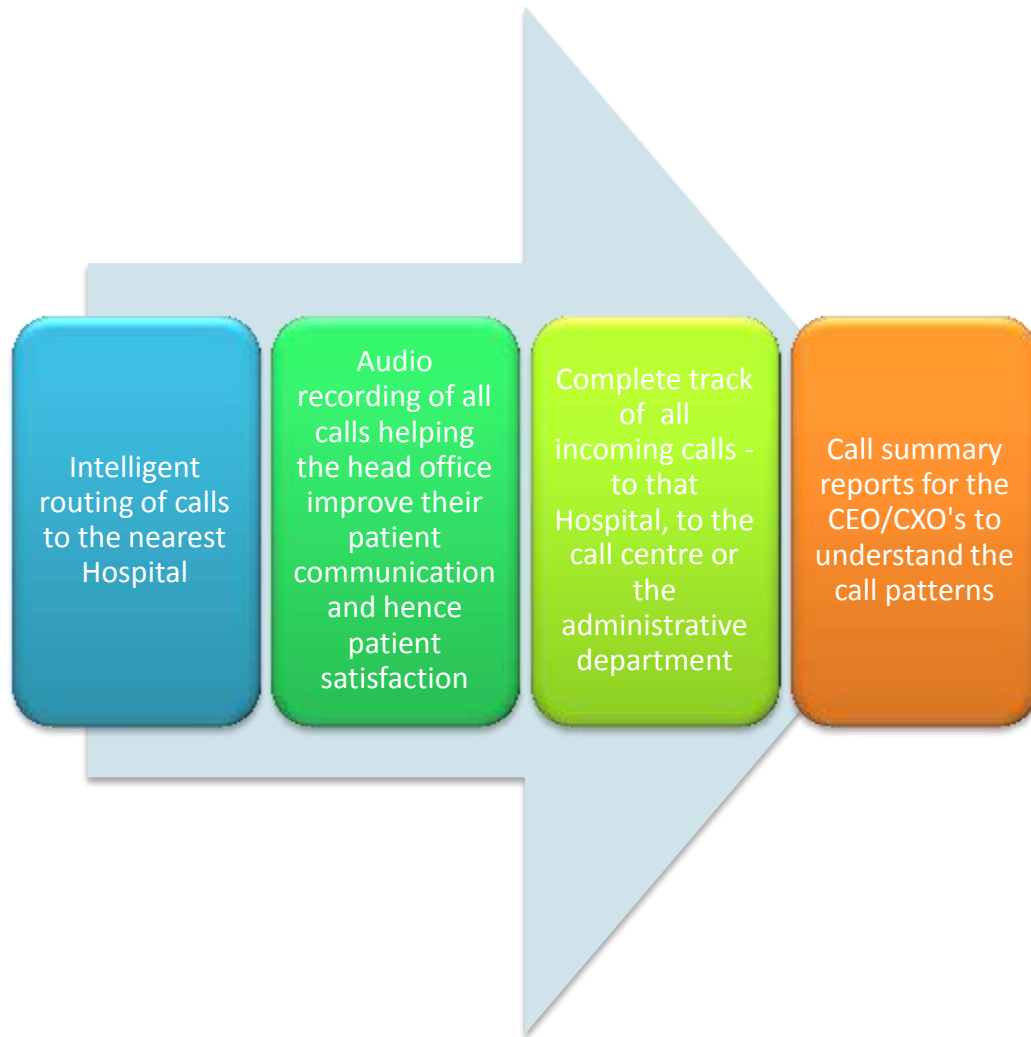 Intelligent
routing of calls
to the nearest
Hospital
Audio
recording of all
calls helping
the head office
improve their
patient
communication
and hence
patient
satisfaction
Complete track
of all
incoming calls -
to that
Hospital, to the
call centre or
the
administrative
department
Call summary
reports for the
CEO/CXO's to
understand the
call patterns